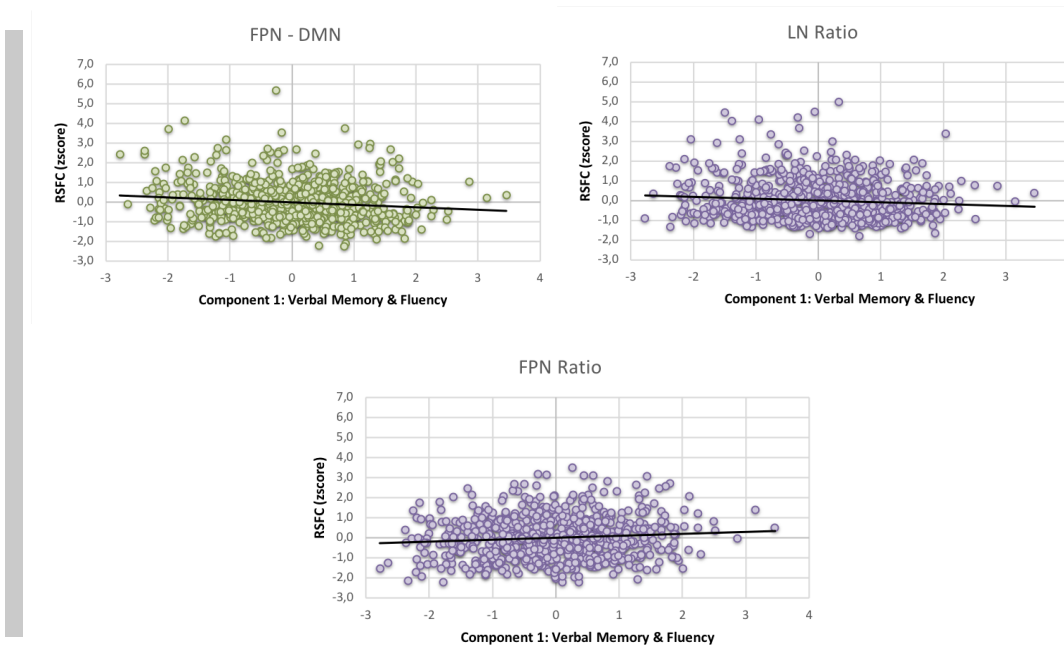 FPN - DMN
7,0
6,0
5,0
4,0
3,0
2,0
1,0
0,0
-1,0
-2,0
-3,0
RSFC (zscore)
-3 -2 -1 0 1 2 3 4
Component 1: Verbal Memory & Fluency
LN Ratio
7,0
6,0
5,0
4,0
3,0
2,0
1,0
0,0
-1,0
-2,0
-3,0
RSFC (zscore)
-3 -2 -1 0 1 2 3
Component 1: Verbal Memory & Fluency
FPN Ratio
7,0
6,0
5,0
4,0
3,0
2,0
1,0
0,0
-1,0
-2,0
-3,0
RSFC (zscore)
-3 -2 -1 0 1 2 3 4
Component 1: Verbal Memory & Fluency